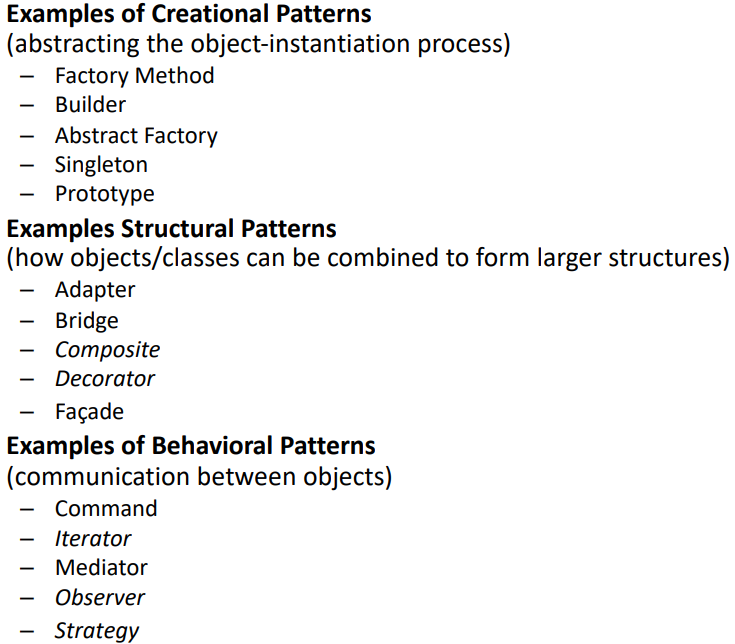 Examples of Creational Patterns
(abstracting the object-instantiation process)
– Factory Method
– Builder
– Abstract Factory
– Singleton
– Prototype
Examples Structural Patterns
(how objects/classes can be combined to form larger structures)
– Adapter
– Bridge
– Composite
– Decorator
– Façade
Examples of Behavioral Patterns
(communication between objects)
– Command
– Iterator
– Mediator
– Observer
– Strategy